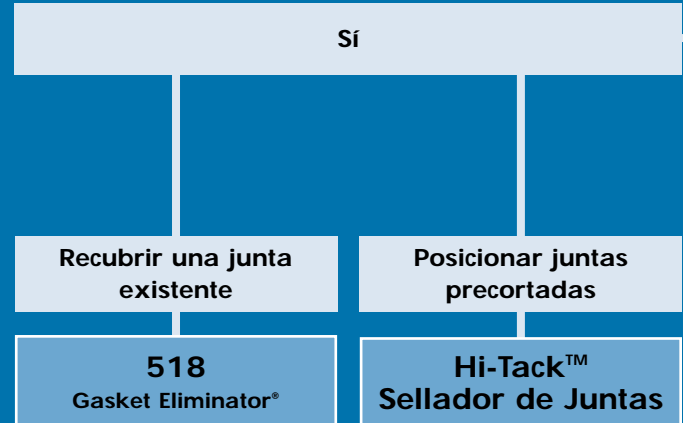 Sí
Recubrir una junta
existente
Posicionar juntas
precortadas
518
Gasket Eliminator®
Hi-Tack™
Sellador de Juntas